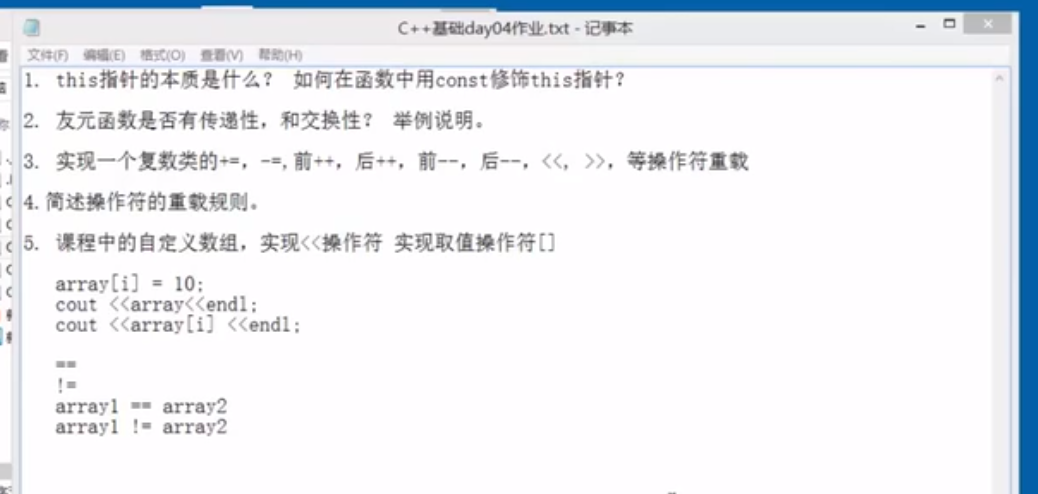 C++基础day04作业.txt - 记事本
文件(F) 编辑(E) 格式(O) 查看(V) 帮助(H)
1. this指针的本质是什么? 如何在函数中用const修饰this指针?
2. 友元函数是否有传递性，和交换性? 举例说明。
3. 实现一个复数类的+=，-=,前++，后++，前--，后--，<<，>>，等操作符重载
4.简述操作符的重载规则。
5. 课程中的自定义数组，实现<<操作符 实现取值操作符[]
array[i] = 10;
cout <<array<<endl;
cout <<array[i] <<endl;
==
!=
array1 == array2
array1 != array2